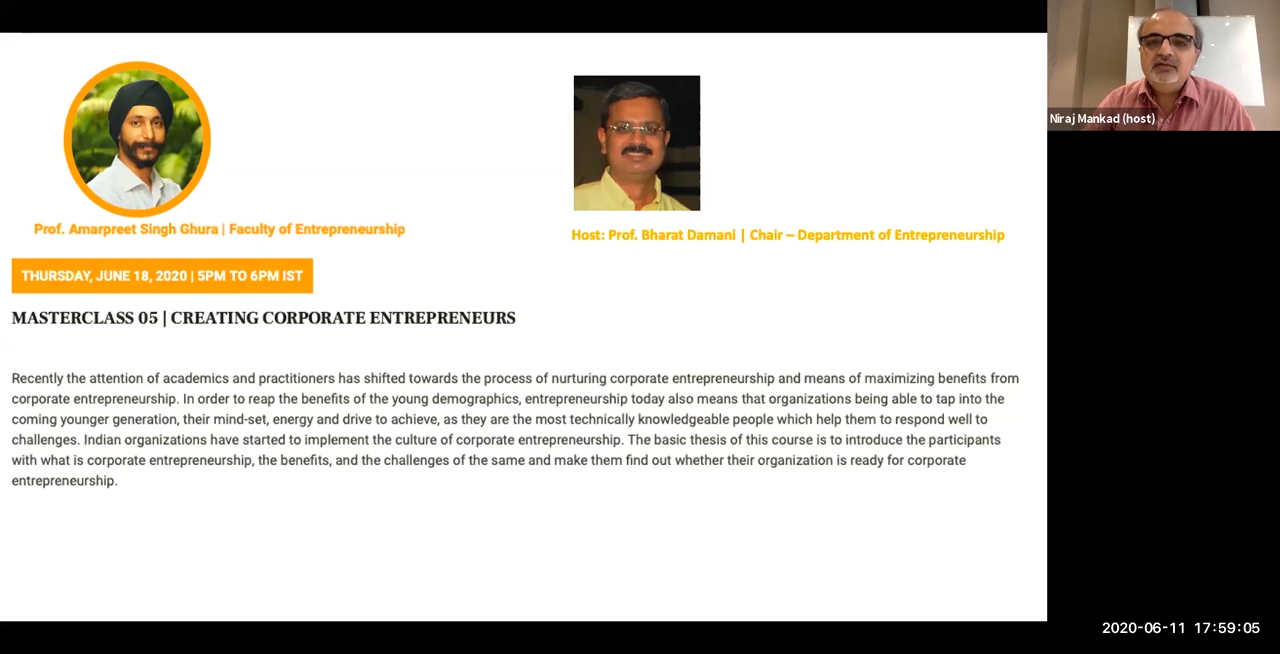 Niraj Mankad (host)
Prof. Amarpreet Singh Ghura | Faculty of Entrepreneurship
Host: Prof. Bharat Damani | Chair – Department of Entrepreneurship
THURSDAY, JUNE 18, 2020 | 5PM TO 6PM IST
MASTERCLASS 05 | CREATING CORPORATE ENTREPRENEURS
Recently the attention of academics and practitioners has shifted towards the process of nurturing corporate entrepreneurship and means of maximizing benefits from
corporate entrepreneurship. In order to reap the benefits of the young demographics, entrepreneurship today also means that organizations being able to tap into the
coming younger generation, their mind-set, energy and drive to achieve, as they are the most technically knowledgeable people which help them to respond well to
challenges. Indian organizations have started to implement the culture of corporate entrepreneurship. The basic thesis of this course is to introduce the participants
with what is corporate entrepreneurship, the benefits, and the challenges of the same and make them find out whether their organization is ready for corporate
entrepreneurship.
2020-06-11 17:59:05